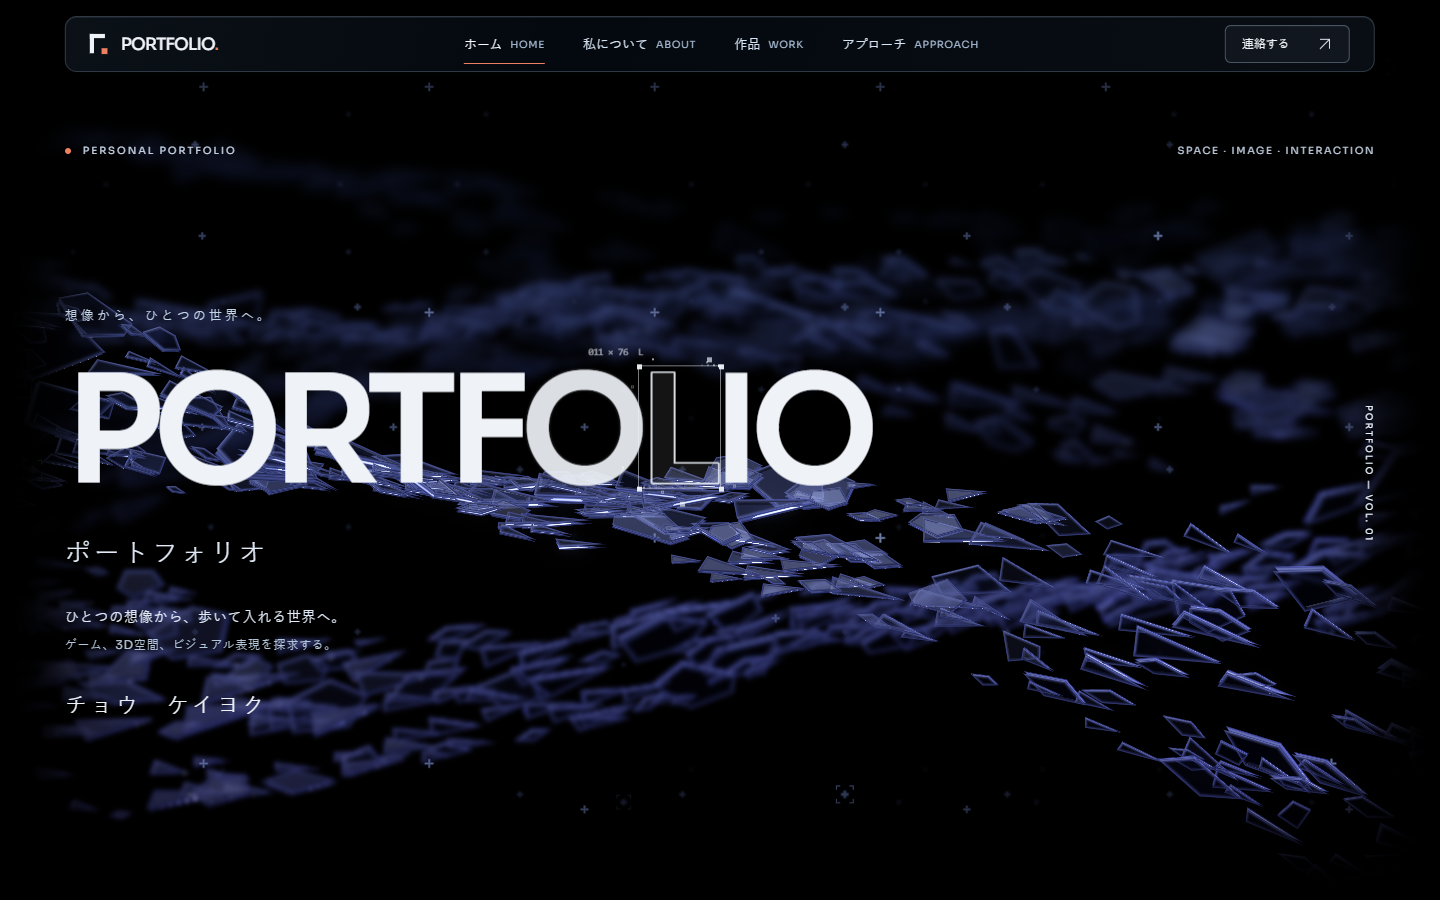 PORTFOLIO.
ホーム HOME
私について ABOUT
作品 WORK
アプローチ APPROACH
連絡する
PERSONAL PORTFOLIO
SPACE · IMAGE · INTERACTION
想像から、ひとつの世界へ。
011 × 76 L
PORTFOLIO
PORTFOLIO — VOL. 01
ポートフォリオ
ひとつの想像から、歩いて入れる世界へ。
ゲーム、3D空間、ビジュアル表現を探求する。
チョウ ケイヨク